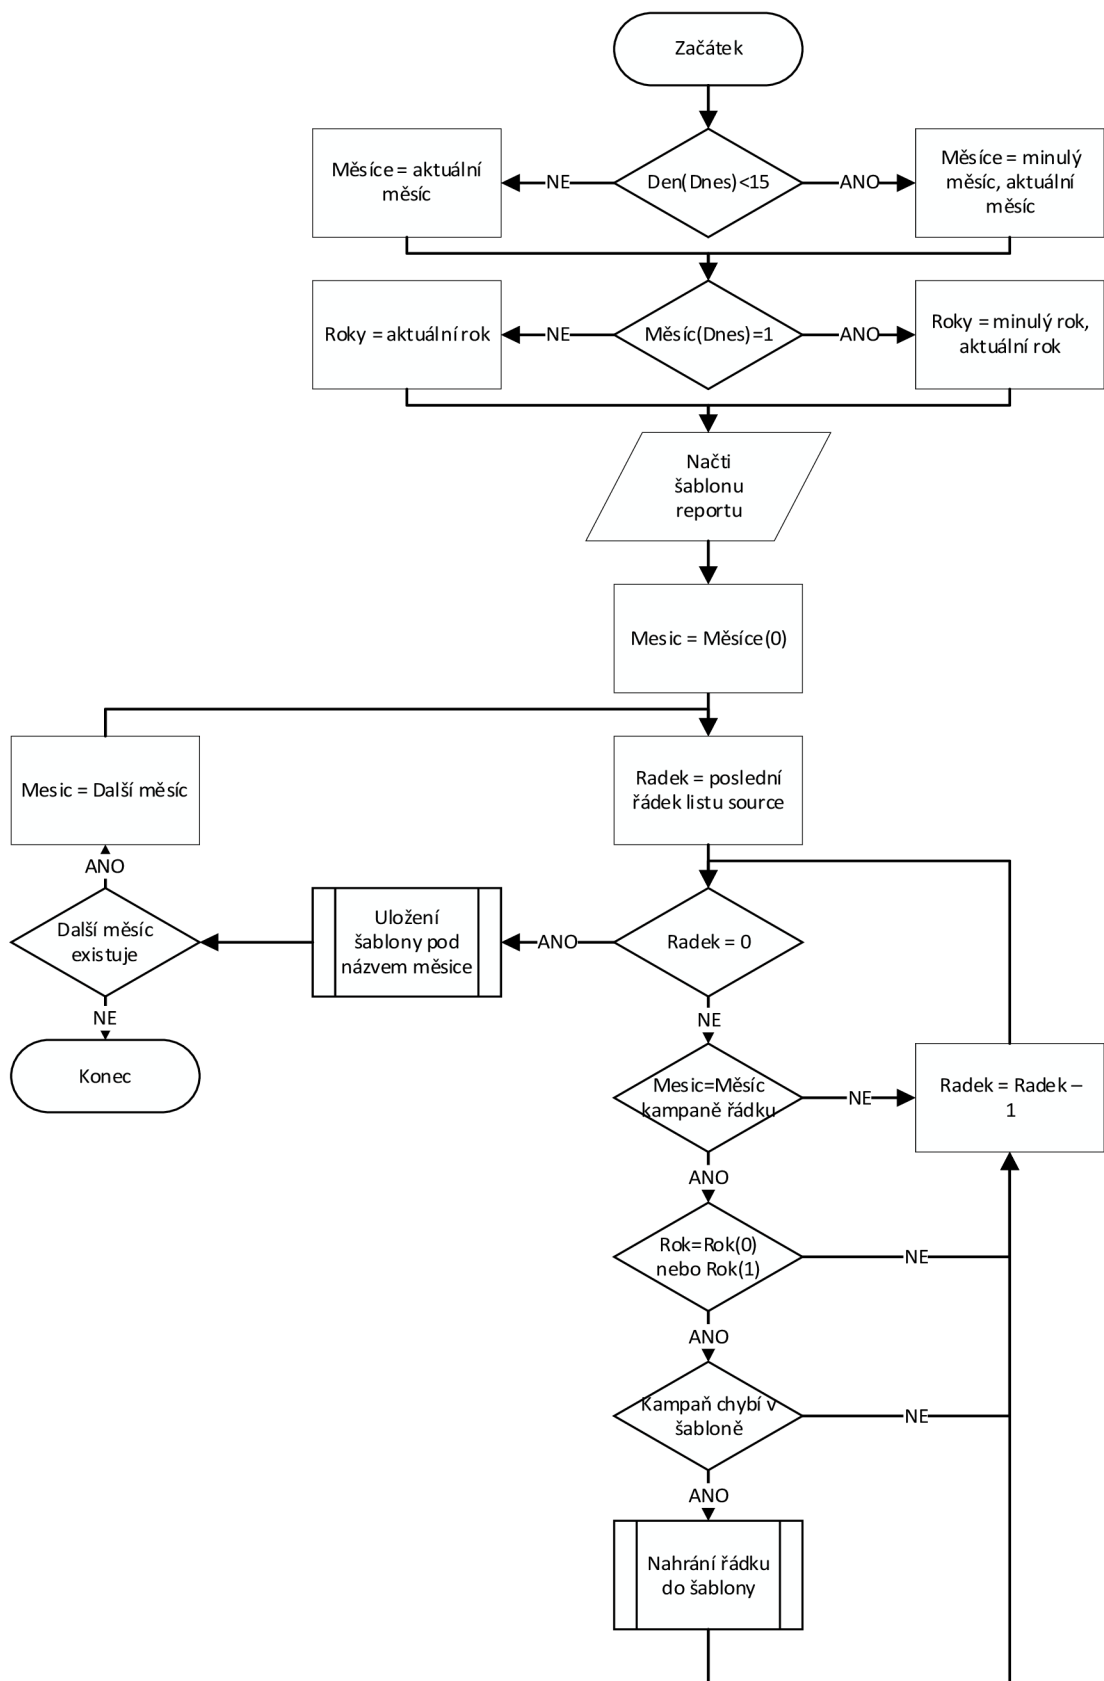 Začátek
Měsíce = aktuální
měsíc
NE
Den(Dnes)<15
ANO
Měsíce = minulý
měsíc, aktuální
měsíc
Roky = aktuální rok
NE
Měsíc(Dnes)=1
ANO
Roky = minulý rok,
aktuální rok
Načti
šablonu
reportu
Mesic = Měsíce(0)
Mesic = Další měsíc
Radek = poslední
řádek listu source
ANO
Další měsíc
existuje
Uložení
šablony pod
názvem měsice
ANO
Radek = 0
NE
NE
Konec
Mesic=Měsíc
kampaně řádku
NE
Radek = Radek –
1
ANO
Rok=Rok(0)
nebo Rok(1)
NE
ANO
Kampaň chybí v
šabloně
NE
ANO
Nahrání řádku
do šablony